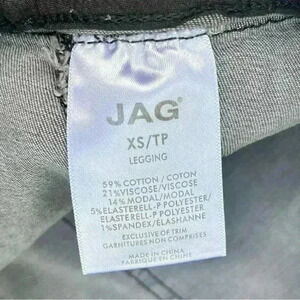 JAG®
XS/TP
LEGGING
59% COTTON / COTON
21% VISCOSE/VISCOSE
14% MODAL/MODAL
5% ELASTERELL-P POLYESTER/
ELASTERELL-P POLYESTER
1% SPANDEX/ÉLASHANNE
EXCLUSIVE OF TRIM
GARNITURES NON COMPRISES
MADE IN CHINA
FABRIQUÉ EN CHINE